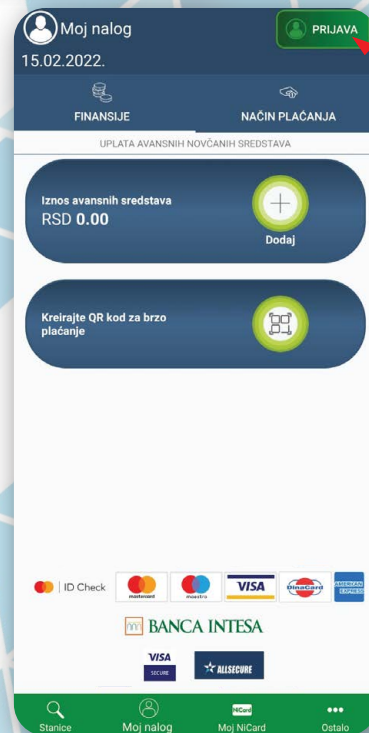 Moj nalog
PRIJAVA
15.02.2022.
FINANSIJE
NAČIN PLAĆANJA
UPLATA AVANSNIH NOVČANIH SREDSTAVA
Iznos avansnih sredstava
RSD 0.00
Dodaj
Kreirajte QR kod za brzo
plaćanje
ID Check
mastercard
maestro
VISA
DinaCard
AMERICAN
EXPRESS
BANCA INTESA
VISA
SECURE
ALLSECURE
Stanice
Moj nalog
NiCard
Moj NiCard
Ostalo